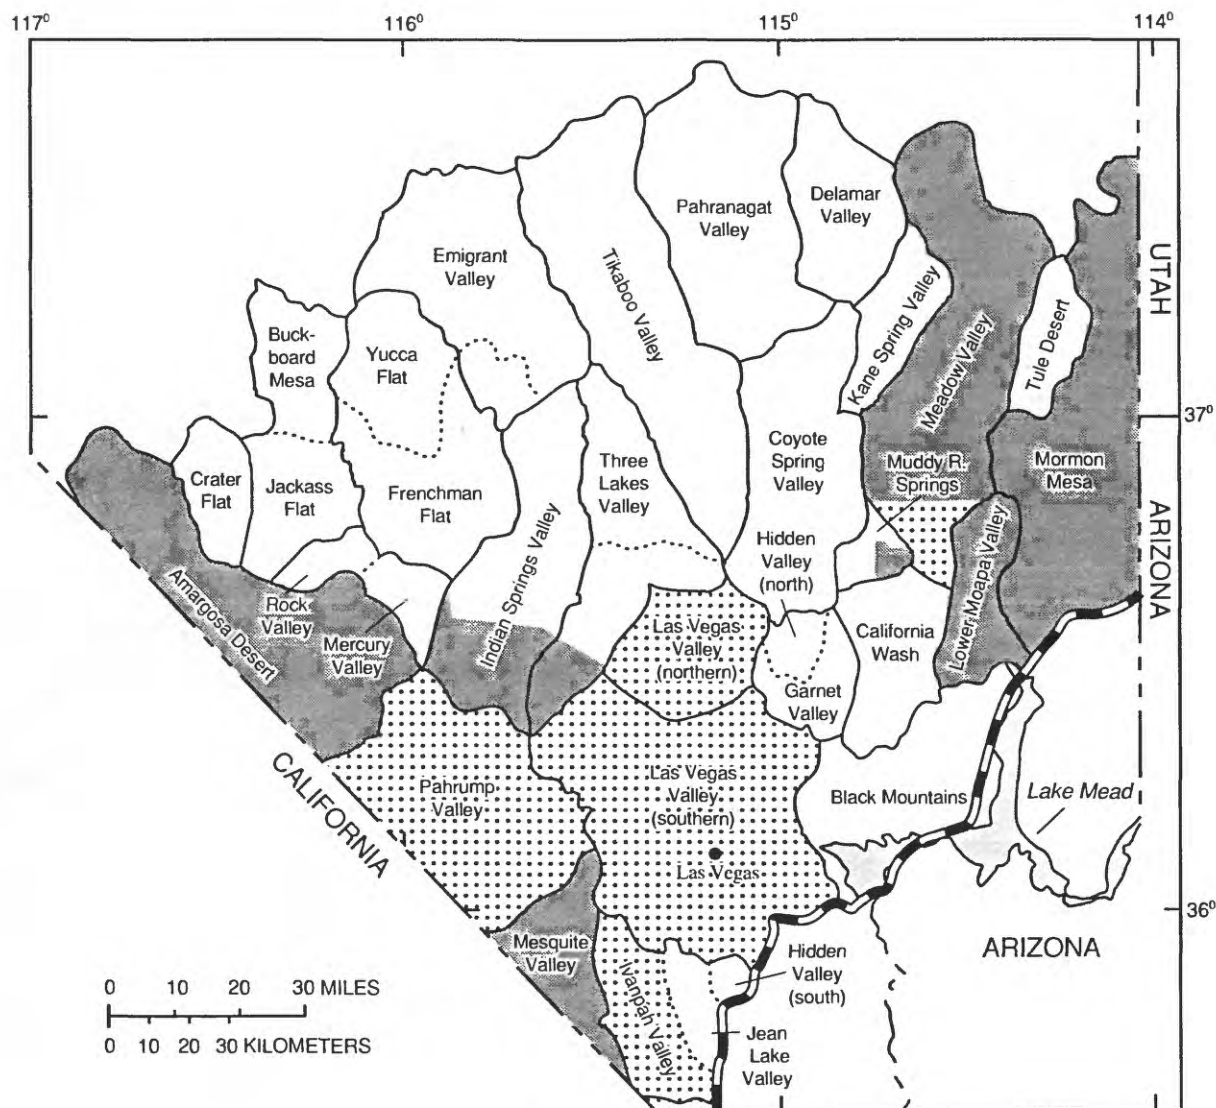 117°
116°
115°
114°
Delamar
Valley
Pahranagat
Valley
Emigrant
Valley
Tikaboo Valley
Kane Spring Valley
UTAH
Buck-
board
Mesa
Yucca
Flat
Meadow Valley
Tule Desert
37°
Coyote
Spring
Valley
Muddy R.
Springs
Mormon
Mesa
Three
Lakes
Valley
Crater
Flat
Jackass
Flat
Frenchman
Flat
ARIZONA
Hidden
Valley
(north)
Indian Springs Valley
Lower Moapa Valley
Amargosa Desert
Rock
Valley
Mercury
Valley
Las Vegas
Valley
(northern)
California
Wash
Garnet
Valley
CALIFORNIA
Pahrump
Valley
Las Vegas
Valley
(southern)
Black Mountains
Lake Mead
Las Vegas
36°
Mesquite
Valley
Ivanpah Valley
Hidden
Valley
(south)
ARIZONA
0 10 20 30 MILES
0 10 20 30 KILOMETERS
Jean
Lake
Valley